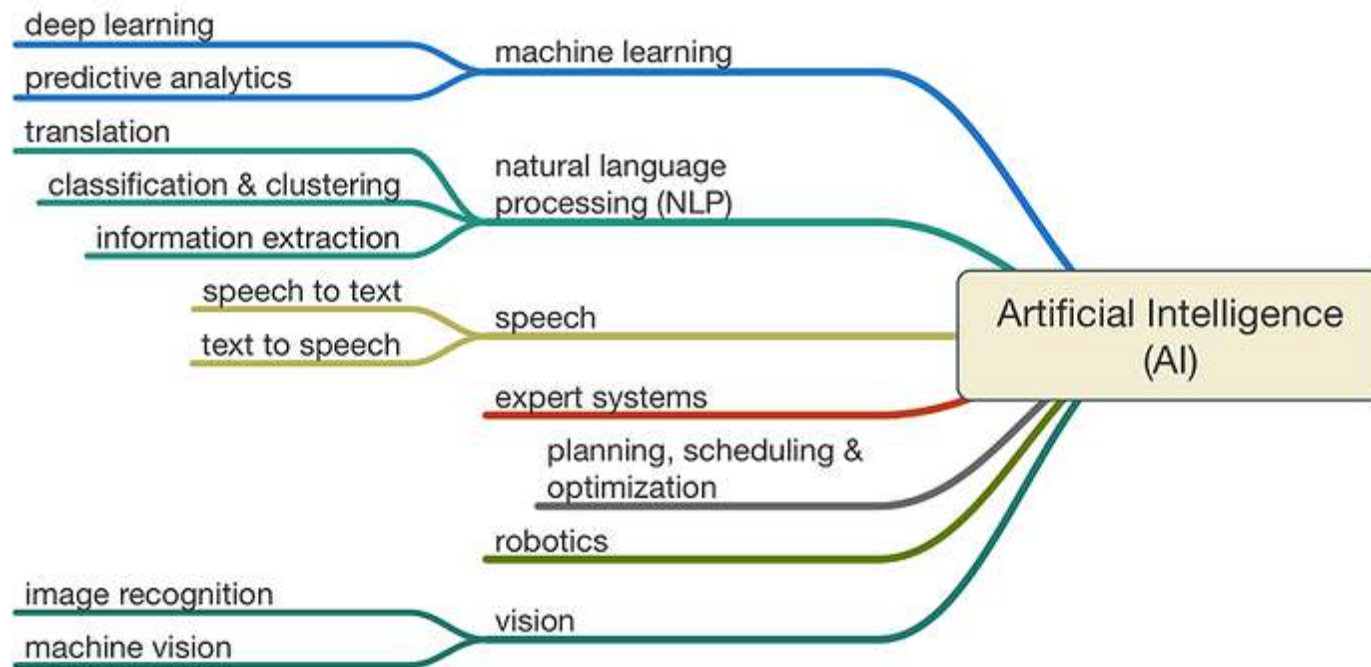 deep learning
predictive analytics
machine learning
translation
classification & clustering
information extraction
natural language
processing (NLP)
speech to text
text to speech
speech
expert systems
planning, scheduling &
optimization
robotics
image recognition
machine vision
vision
Artificial Intelligence
(AI)